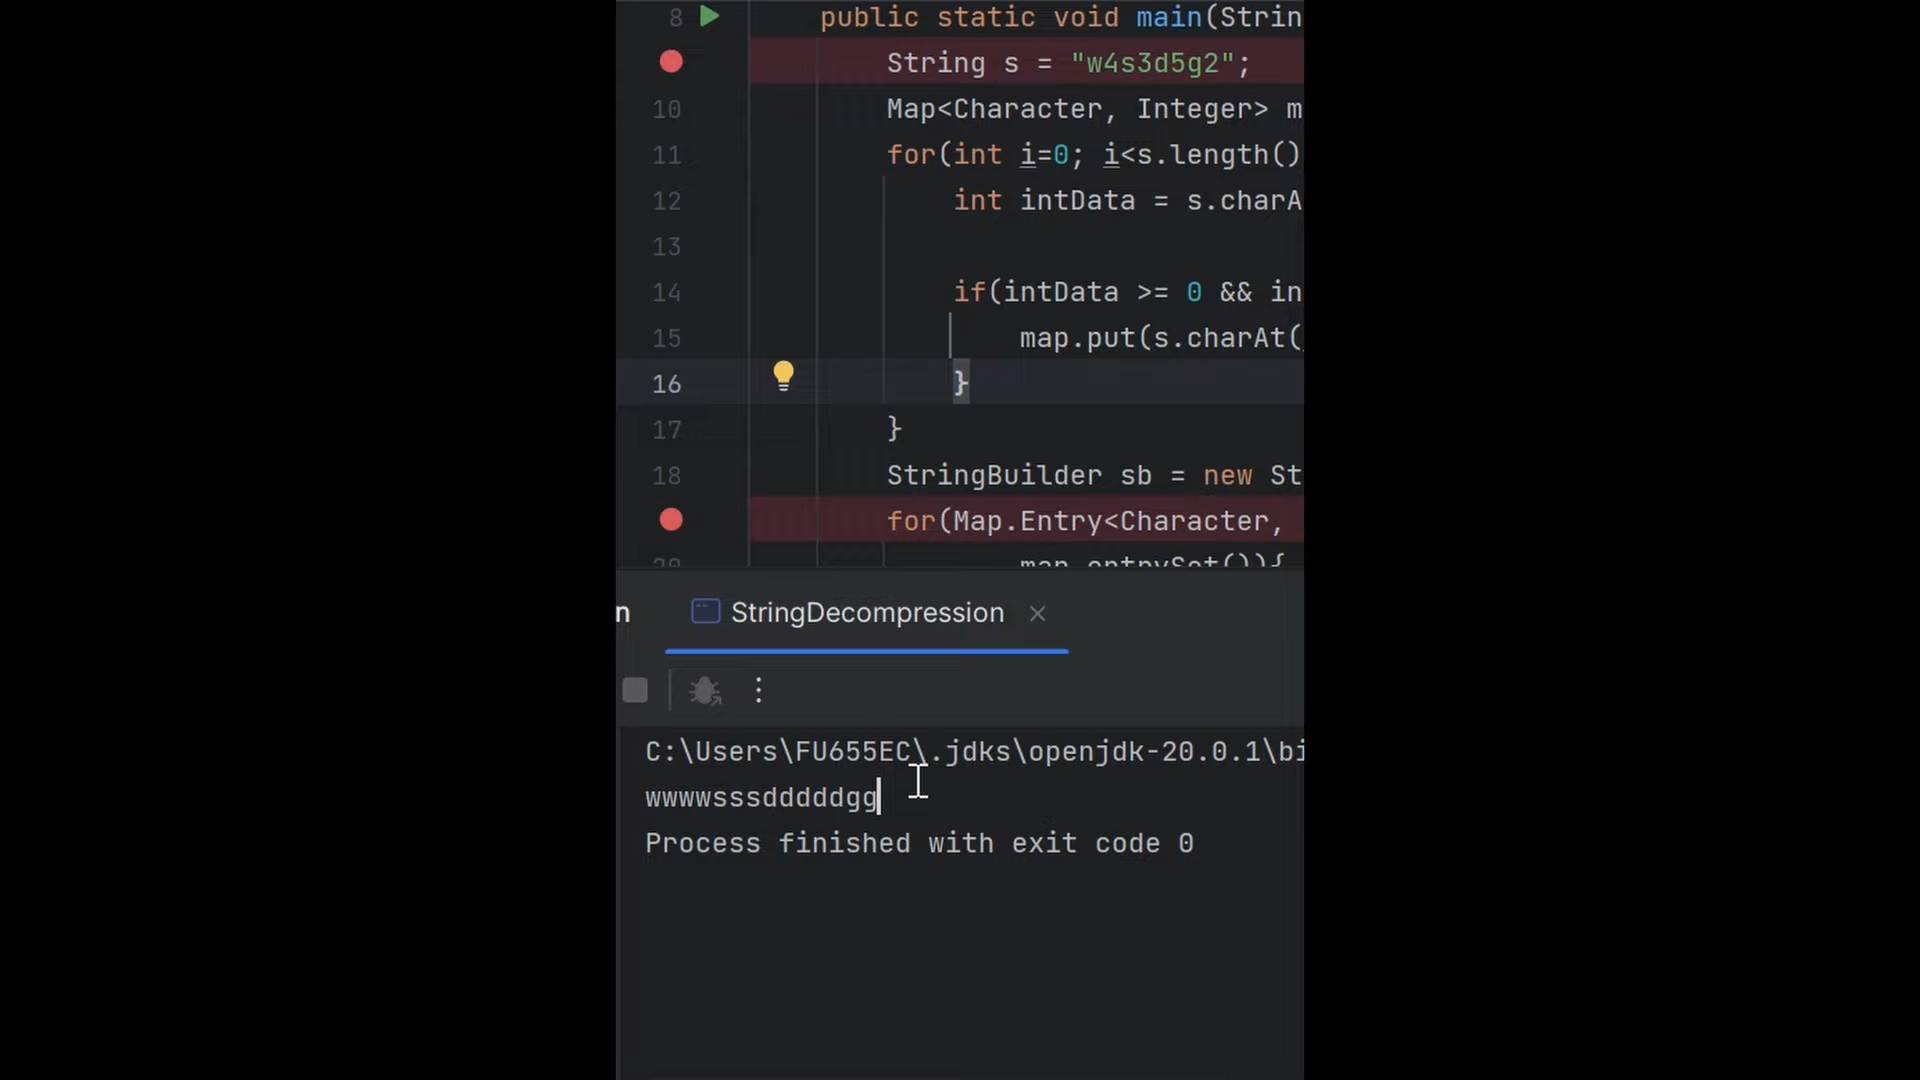 8 public static void main(Strin
String s = "w4s3d5g2";
10 Map<Character, Integer> m
11 for(int i=0; i<s.length()
12 int intData = s.charA
13
14 if(intData >= 0 && in
15 map.put(s.charAt(
16 }
17 }
18 StringBuilder sb = new St
for(Map.Entry<Character,
20 map.entrySet()){
n StringDecompression
C:\Users\FU655EC\.jdks\openjdk-20.0.1\bi
wwwwsssdddddgg
Process finished with exit code 0